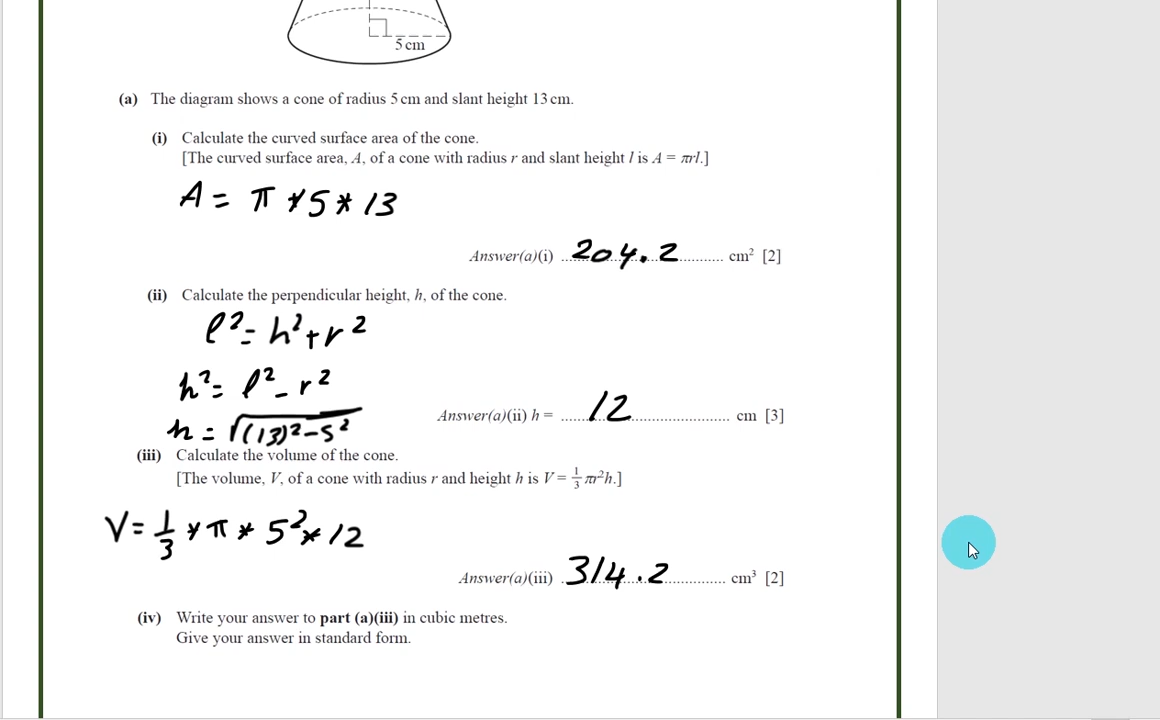 5 cm
(a) The diagram shows a cone of radius 5 cm and slant height 13 cm.
(i) Calculate the curved surface area of the cone.
[The curved surface area, A, of a cone with radius r and slant height l is A = πrl.]
A = π * 5 * 13
Answer(a)(i) ...204.2........... cm² [2]
(ii) Calculate the perpendicular height, h, of the cone.
l² = h² + r²
h² = l² - r²
h = √(13)² - 5²
Answer(a)(ii) h = ......12........................ cm [3]
(iii) Calculate the volume of the cone.
[The volume, V, of a cone with radius r and height h is V = 1/3 πr²h.]
V = 1/3 * π * 5² * 12
Answer(a)(iii) .314.2.............. cm³ [2]
(iv) Write your answer to part (a)(iii) in cubic metres.
Give your answer in standard form.